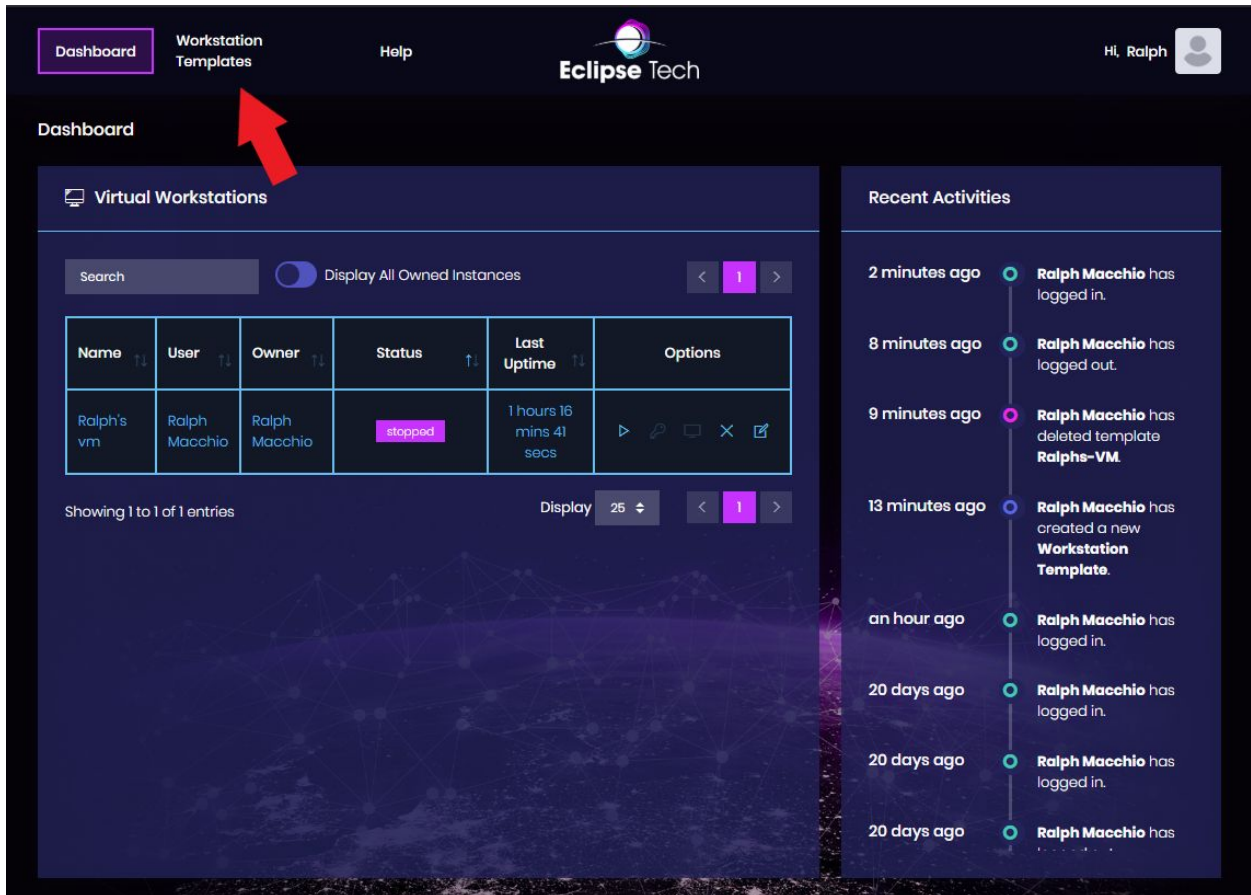 Dashboard
Workstation
Templates
Help
Eclipse Tech
Hi, Ralph
Dashboard
Virtual Workstations
Search
Display All Owned Instances
< 1 >
Name User Owner Status Last Uptime Options
Ralph's vm
Ralph Macchio
Ralph Macchio
stopped
1 hours 16
mins 41
secs
Showing 1 to 1 of 1 entries
Display 25
< 1 >
Recent Activities
2 minutes ago
Ralph Macchio has
logged in.
8 minutes ago
Ralph Macchio has
logged out.
9 minutes ago
Ralph Macchio has
deleted template
Ralphs-VM.
13 minutes ago
Ralph Macchio has
created a new
Workstation
Template.
an hour ago
Ralph Macchio has
logged in.
20 days ago
Ralph Macchio has
logged in.
20 days ago
Ralph Macchio has
logged in.
20 days ago
Ralph Macchio has